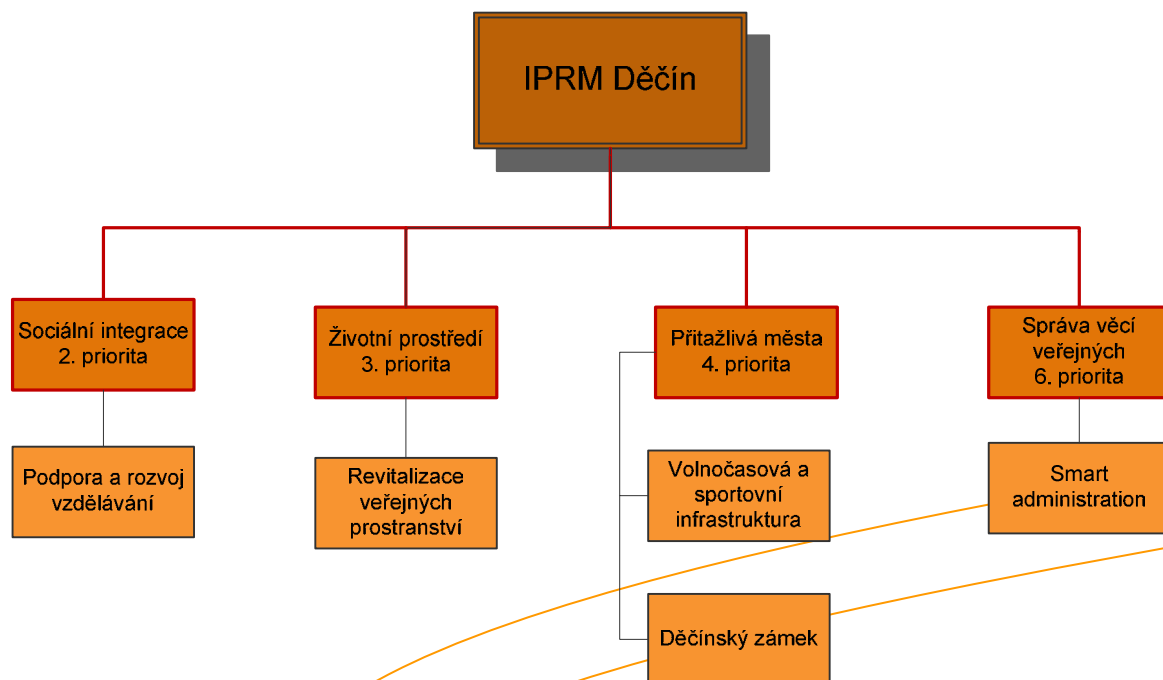 IPRM Děčín
Sociální integrace
2. priorita
Životní prostředí
3. priorita
Přitažlivá města
4. priorita
Správa věcí
veřejných
6. priorita
Podpora a rozvoj
vzdělávání
Revitalizace
veřejných
prostranství
Volnočasová a
sportovní
infrastruktura
Smart
administration
Děčínský zámek